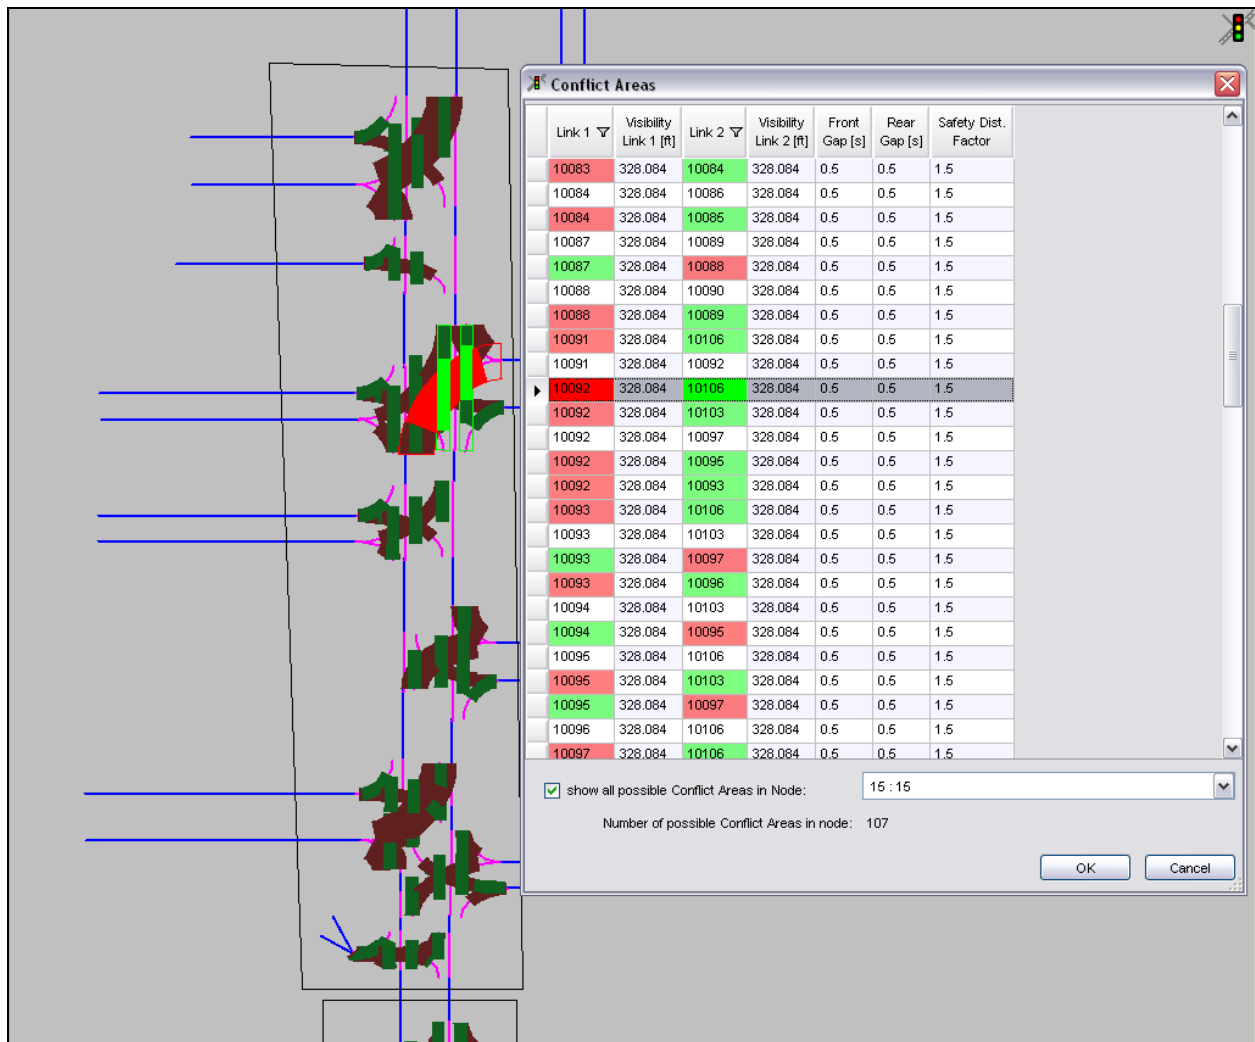 Conflict Areas
Link 1 Visibility Link 1 [ft] Link 2 Visibility Link 2 [ft] Front Gap [s] Rear Gap [s] Safety Dist. Factor
10083 328.084 10084 328.084 0.5 0.5 1.5
10084 328.084 10086 328.084 0.5 0.5 1.5
10084 328.084 10085 328.084 0.5 0.5 1.5
10087 328.084 10089 328.084 0.5 0.5 1.5
10087 328.084 10088 328.084 0.5 0.5 1.5
10088 328.084 10090 328.084 0.5 0.5 1.5
10088 328.084 10089 328.084 0.5 0.5 1.5
10091 328.084 10106 328.084 0.5 0.5 1.5
10091 328.084 10092 328.084 0.5 0.5 1.5
10092 328.084 10106 328.084 0.5 0.5 1.5
10092 328.084 10103 328.084 0.5 0.5 1.5
10092 328.084 10097 328.084 0.5 0.5 1.5
10092 328.084 10095 328.084 0.5 0.5 1.5
10092 328.084 10093 328.084 0.5 0.5 1.5
10093 328.084 10106 328.084 0.5 0.5 1.5
10093 328.084 10103 328.084 0.5 0.5 1.5
10093 328.084 10097 328.084 0.5 0.5 1.5
10093 328.084 10096 328.084 0.5 0.5 1.5
10094 328.084 10103 328.084 0.5 0.5 1.5
10094 328.084 10095 328.084 0.5 0.5 1.5
10095 328.084 10106 328.084 0.5 0.5 1.5
10095 328.084 10103 328.084 0.5 0.5 1.5
10095 328.084 10097 328.084 0.5 0.5 1.5
10096 328.084 10106 328.084 0.5 0.5 1.5
10097 328.084 10106 328.084 0.5 0.5 1.5
show all possible Conflict Areas in Node: 15 : 15
Number of possible Conflict Areas in node: 107
OK Cancel